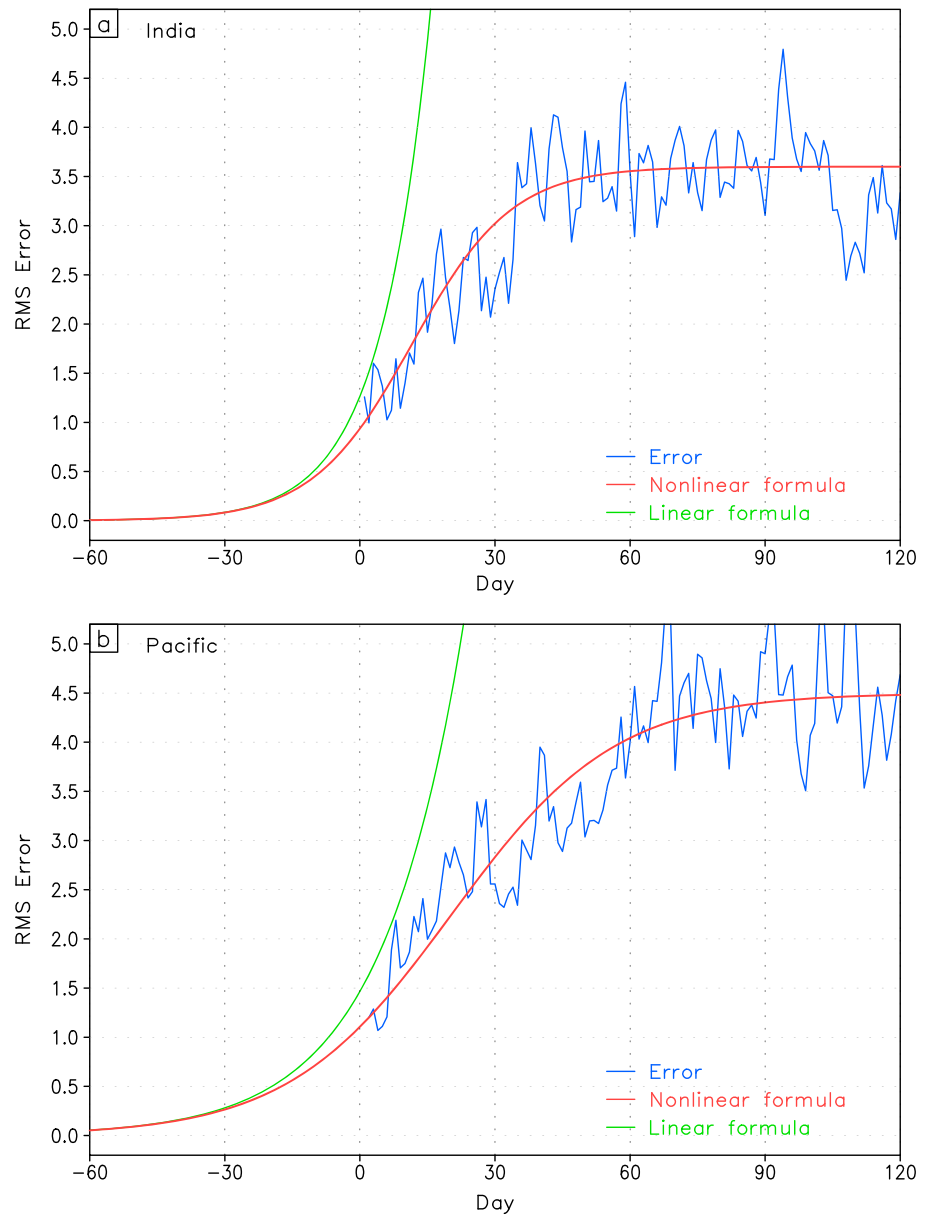 a India
5.0
4.5
4.0
3.5
3.0
2.5
2.0
1.5
1.0
0.5
0.0
RMS Error
Error
Nonlinear formula
Linear formula
−60 −30 0 30 60 90 120
Day
b Pacific
5.0
4.5
4.0
3.5
3.0
2.5
2.0
1.5
1.0
0.5
0.0
RMS Error
Error
Nonlinear formula
Linear formula
−60 −30 0 30 60 90 120
Day